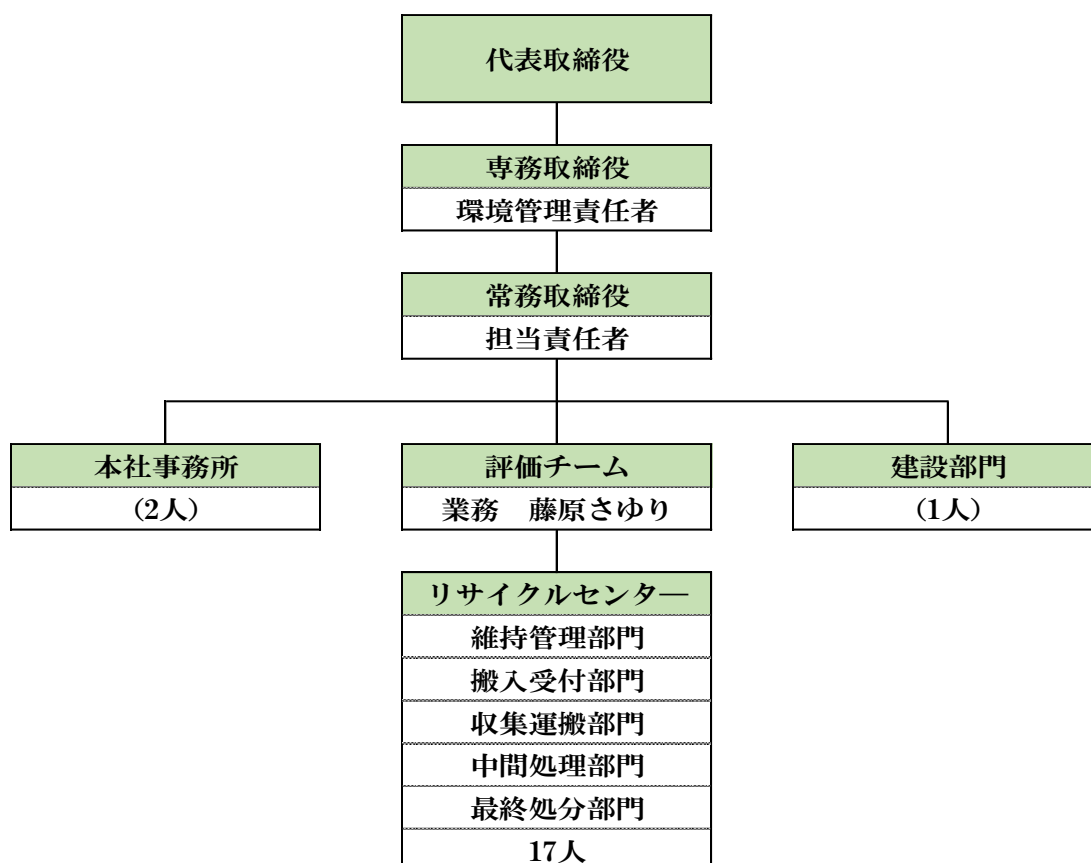 代表取締役
専務取締役
環境管理責任者
常務取締役
担当責任者
本社事務所
（2人）
評価チーム
業務　藤原さゆり
建設部門
（1人）
リサイクルセンター
維持管理部門
搬入受付部門
収集運搬部門
中間処理部門
最終処分部門
17人